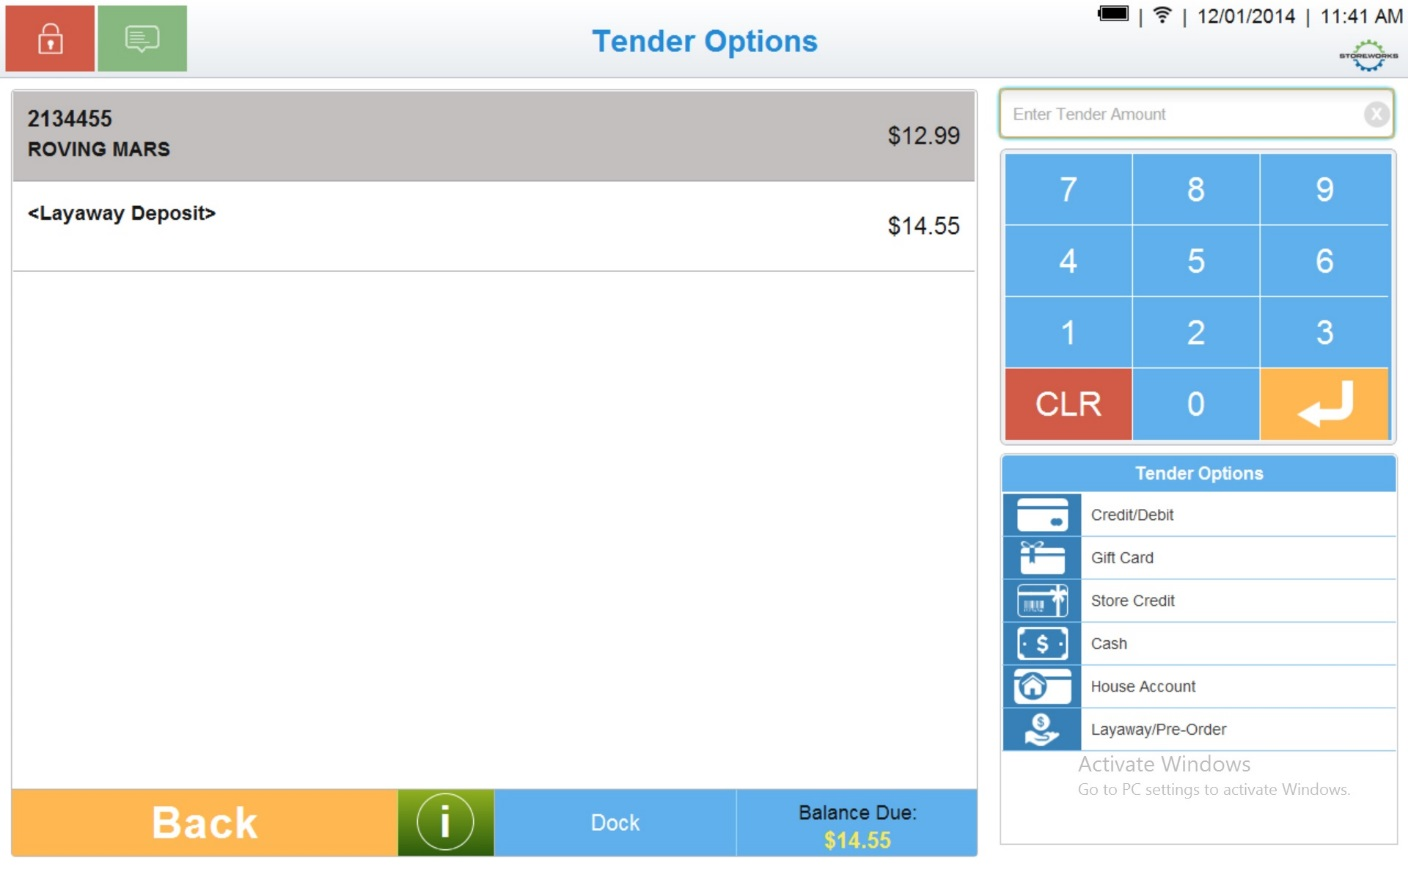 Tender Options
| | 12/01/2014 | 11:41 AM
STOREWORKS
2134455
ROVING MARS
$12.99
<Layaway Deposit>
$14.55
Enter Tender Amount
X
7 8 9
4 5 6
1 2 3
CLR 0
Tender Options
Credit/Debit
Gift Card
Store Credit
$ Cash
House Account
$ Layaway/Pre-Order
Activate Windows
Go to PC settings to activate Windows.
Back
i
Dock
Balance Due:
$14.55